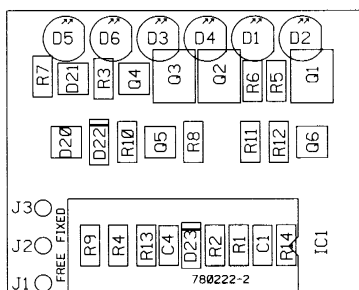 D5 D6 D3 D4 D1 D2
R7 D21 R3 Q4 Q3 Q2 R6 R5 Q1
D20 D22 R10 Q5 R8 R11 R12 Q6
J3
J2
J1
FREE FIXED
R9 R4 R13 C4 D23 R2 R1 C1 R14
IC1
780222-2